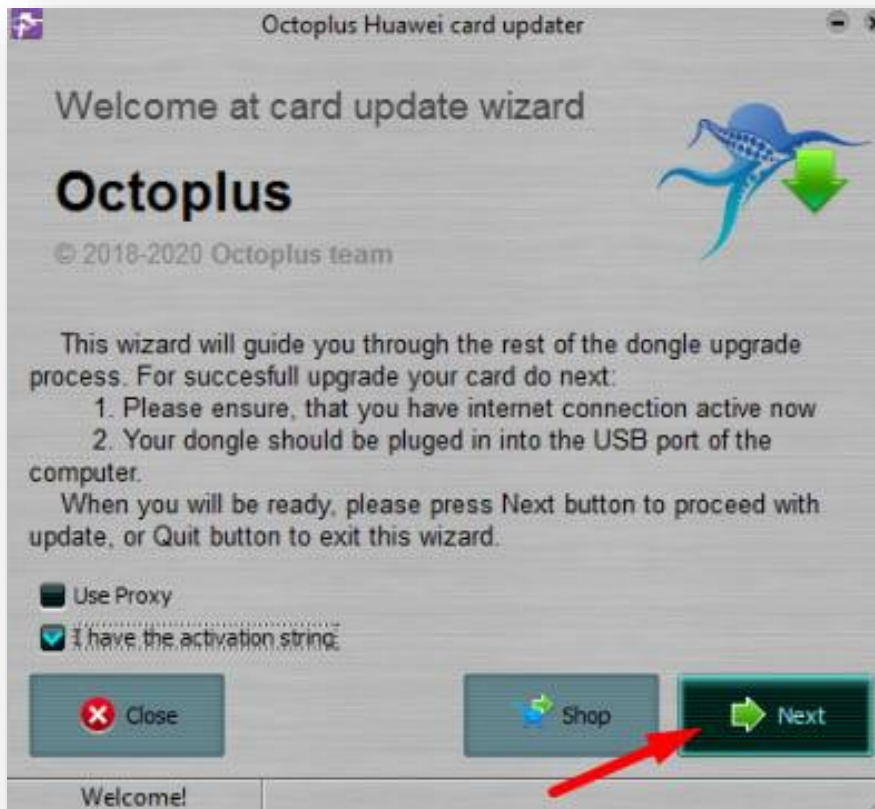 Octoplus Huawei card updater
Welcome at card update wizard
Octoplus
© 2018-2020 Octoplus team
This wizard will guide you through the rest of the dongle upgrade
process. For succesfull upgrade your card do next:
1. Please ensure, that you have internet connection active now
2. Your dongle should be pluged in into the USB port of the
computer.
When you will be ready, please press Next button to proceed with
update, or Quit button to exit this wizard.
Use Proxy
I have the activation string
Close
Shop
Next
Welcome!